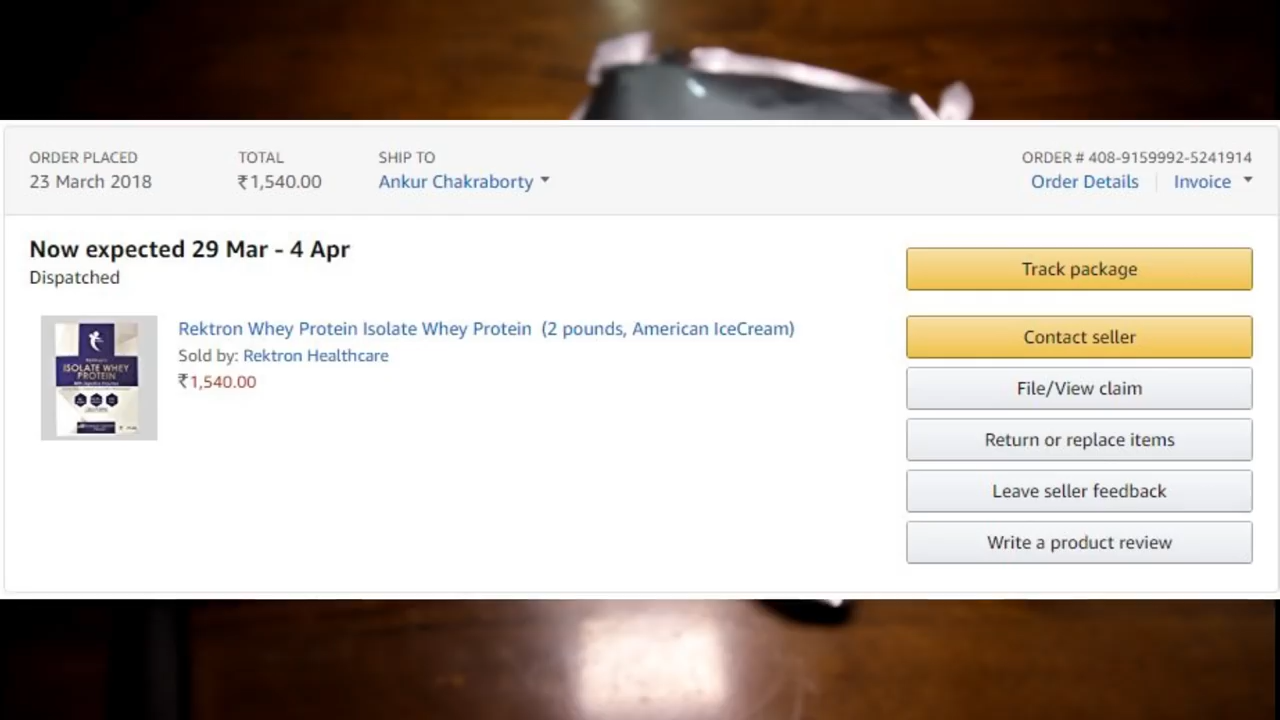 ORDER PLACED
23 March 2018
TOTAL
₹1,540.00
SHIP TO
Ankur Chakraborty
ORDER # 408-9159992-5241914
Order Details
Invoice
Now expected 29 Mar - 4 Apr
Dispatched
Track package
Contact seller
File/View claim
Return or replace items
Leave seller feedback
Write a product review
ISOLATE WHEY
PROTEIN
Rektron Whey Protein Isolate Whey Protein (2 pounds, American IceCream)
Sold by: Rektron Healthcare
₹1,540.00